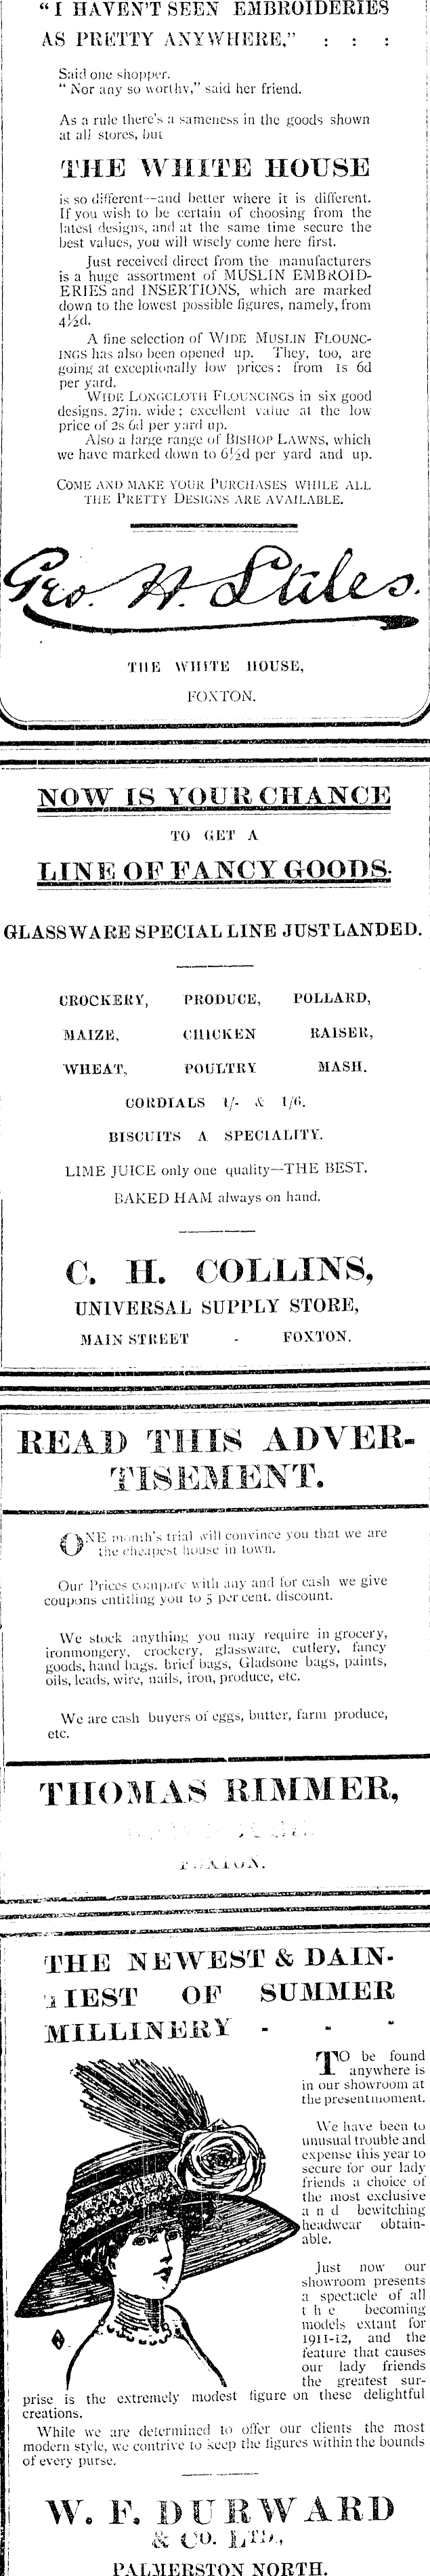 "I HAVEN'T SEEN EMBROIDERIES
AS PRETTY ANYWHERE," : : :
Said one shopper.
"Nor any so worthy," said her friend.
As a rule there's a sameness in the goods shown
at all stores, but
THE WHITE HOUSE
is so different—and better where it is different.
If you wish to be certain of choosing from the
latest designs, and at the same time secure the
best values, you will wisely come here first.
Just received direct from the manufacturers
is a huge assortment of MUSLIN EMBROID-
ERIES and INSERTIONS, which are marked
down to the lowest possible figures, namely, from
4½d.
A fine selection of WIDE MUSLIN FLOUNC-
INGS has also been opened up. They, too, are
going at exceptionally low prices: from 1s 6d
per yard.
WIDE LONGCLOTH FLOUNCINGS in six good
designs, 27in. wide; excellent value at the low
price of 2s 6d per yard up.
Also a large range of BISHOP LAWNS, which
we have marked down to 6½d per yard and up.
COME AND MAKE YOUR PURCHASES WHILE ALL
THE PRETTY DESIGNS ARE AVAILABLE.
Geo. H. Stiles.
THE WHITE HOUSE,
FOXTON.
NOW IS YOUR CHANCE
TO GET A
LINE OF FANCY GOODS.
GLASSWARE SPECIAL LINE JUST LANDED.
CROCKERY, PRODUCE, POLLARD,
MAIZE, CHICKEN RAISER,
WHEAT, POULTRY MASH.
CORDIALS 1/- & 1/6.
BISCUITS A SPECIALITY.
LIME JUICE only one quality—THE BEST.
BAKED HAM always on hand.
C. H. COLLINS,
UNIVERSAL SUPPLY STORE,
MAIN STREET - FOXTON.
READ THIS ADVER-
TISEMENT.
ONE month's trial will convince you that we are
the cheapest house in town.
Our Prices compare with any and for cash we give
coupons entitling you to 5 per cent. discount.
We stock anything you may require in grocery,
ironmongery, crockery, glassware, cutlery, fancy
goods, hand bags, brief bags, Gladsone bags, paints,
oils, leads, wire, nails, iron, produce, etc.
We are cash buyers of eggs, butter, farm produce,
etc.
THOMAS RIMMER,
FOXTON.
THE NEWEST & DAIN-
TIEST OF SUMMER
MILLINERY - - -
TO be found
anywhere is
in our showroom at
the present moment.
We have been to
unusual trouble and
expense this year to
secure for our lady
friends a choice of
the most exclusive
and bewitching
headwear obtain-
able.
Just now our
showroom presents
a spectacle of all
the becoming
models extant for
1911-12, and the
feature that causes
our lady friends
the greatest sur-
prise is the extremely modest figure on these delightful
creations.
While we are determined to offer our clients the most
modern style, we contrive to keep the figures within the bounds
of every purse.
W. F. DURWARD
& CO. LTD.,
PALMERSTON NORTH.